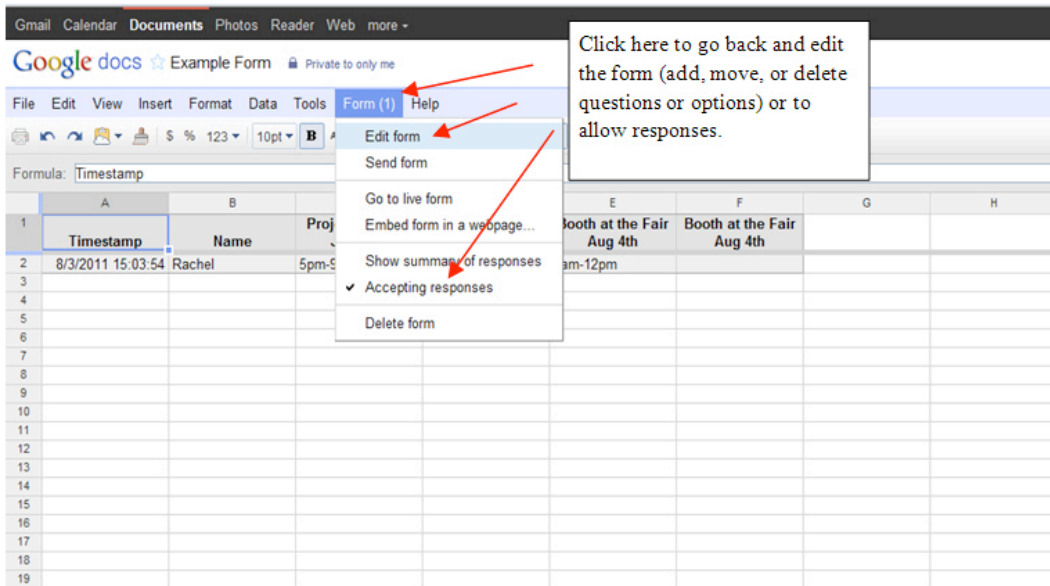 Gmail Calendar Documents Photos Reader Web more
Google docs Example Form Private to only me
Click here to go back and edit
the form (add, move, or delete
questions or options) or to
allow responses.
File Edit View Insert Format Data Tools Form (1) Help
$ % 123 10pt B
Edit form
Send form
Go to live form
Embed form in a webpage...
Show summary of responses
Accepting responses
Delete form
Formula: Timestamp
A B E F G H
1 Timestamp Name Booth at the Fair Booth at the Fair
Aug 4th Aug 4th
2 8/3/2011 15:03:54 Rachel
3
4
5
6
7
8
9
10
11
12
13
14
15
16
17
18
19